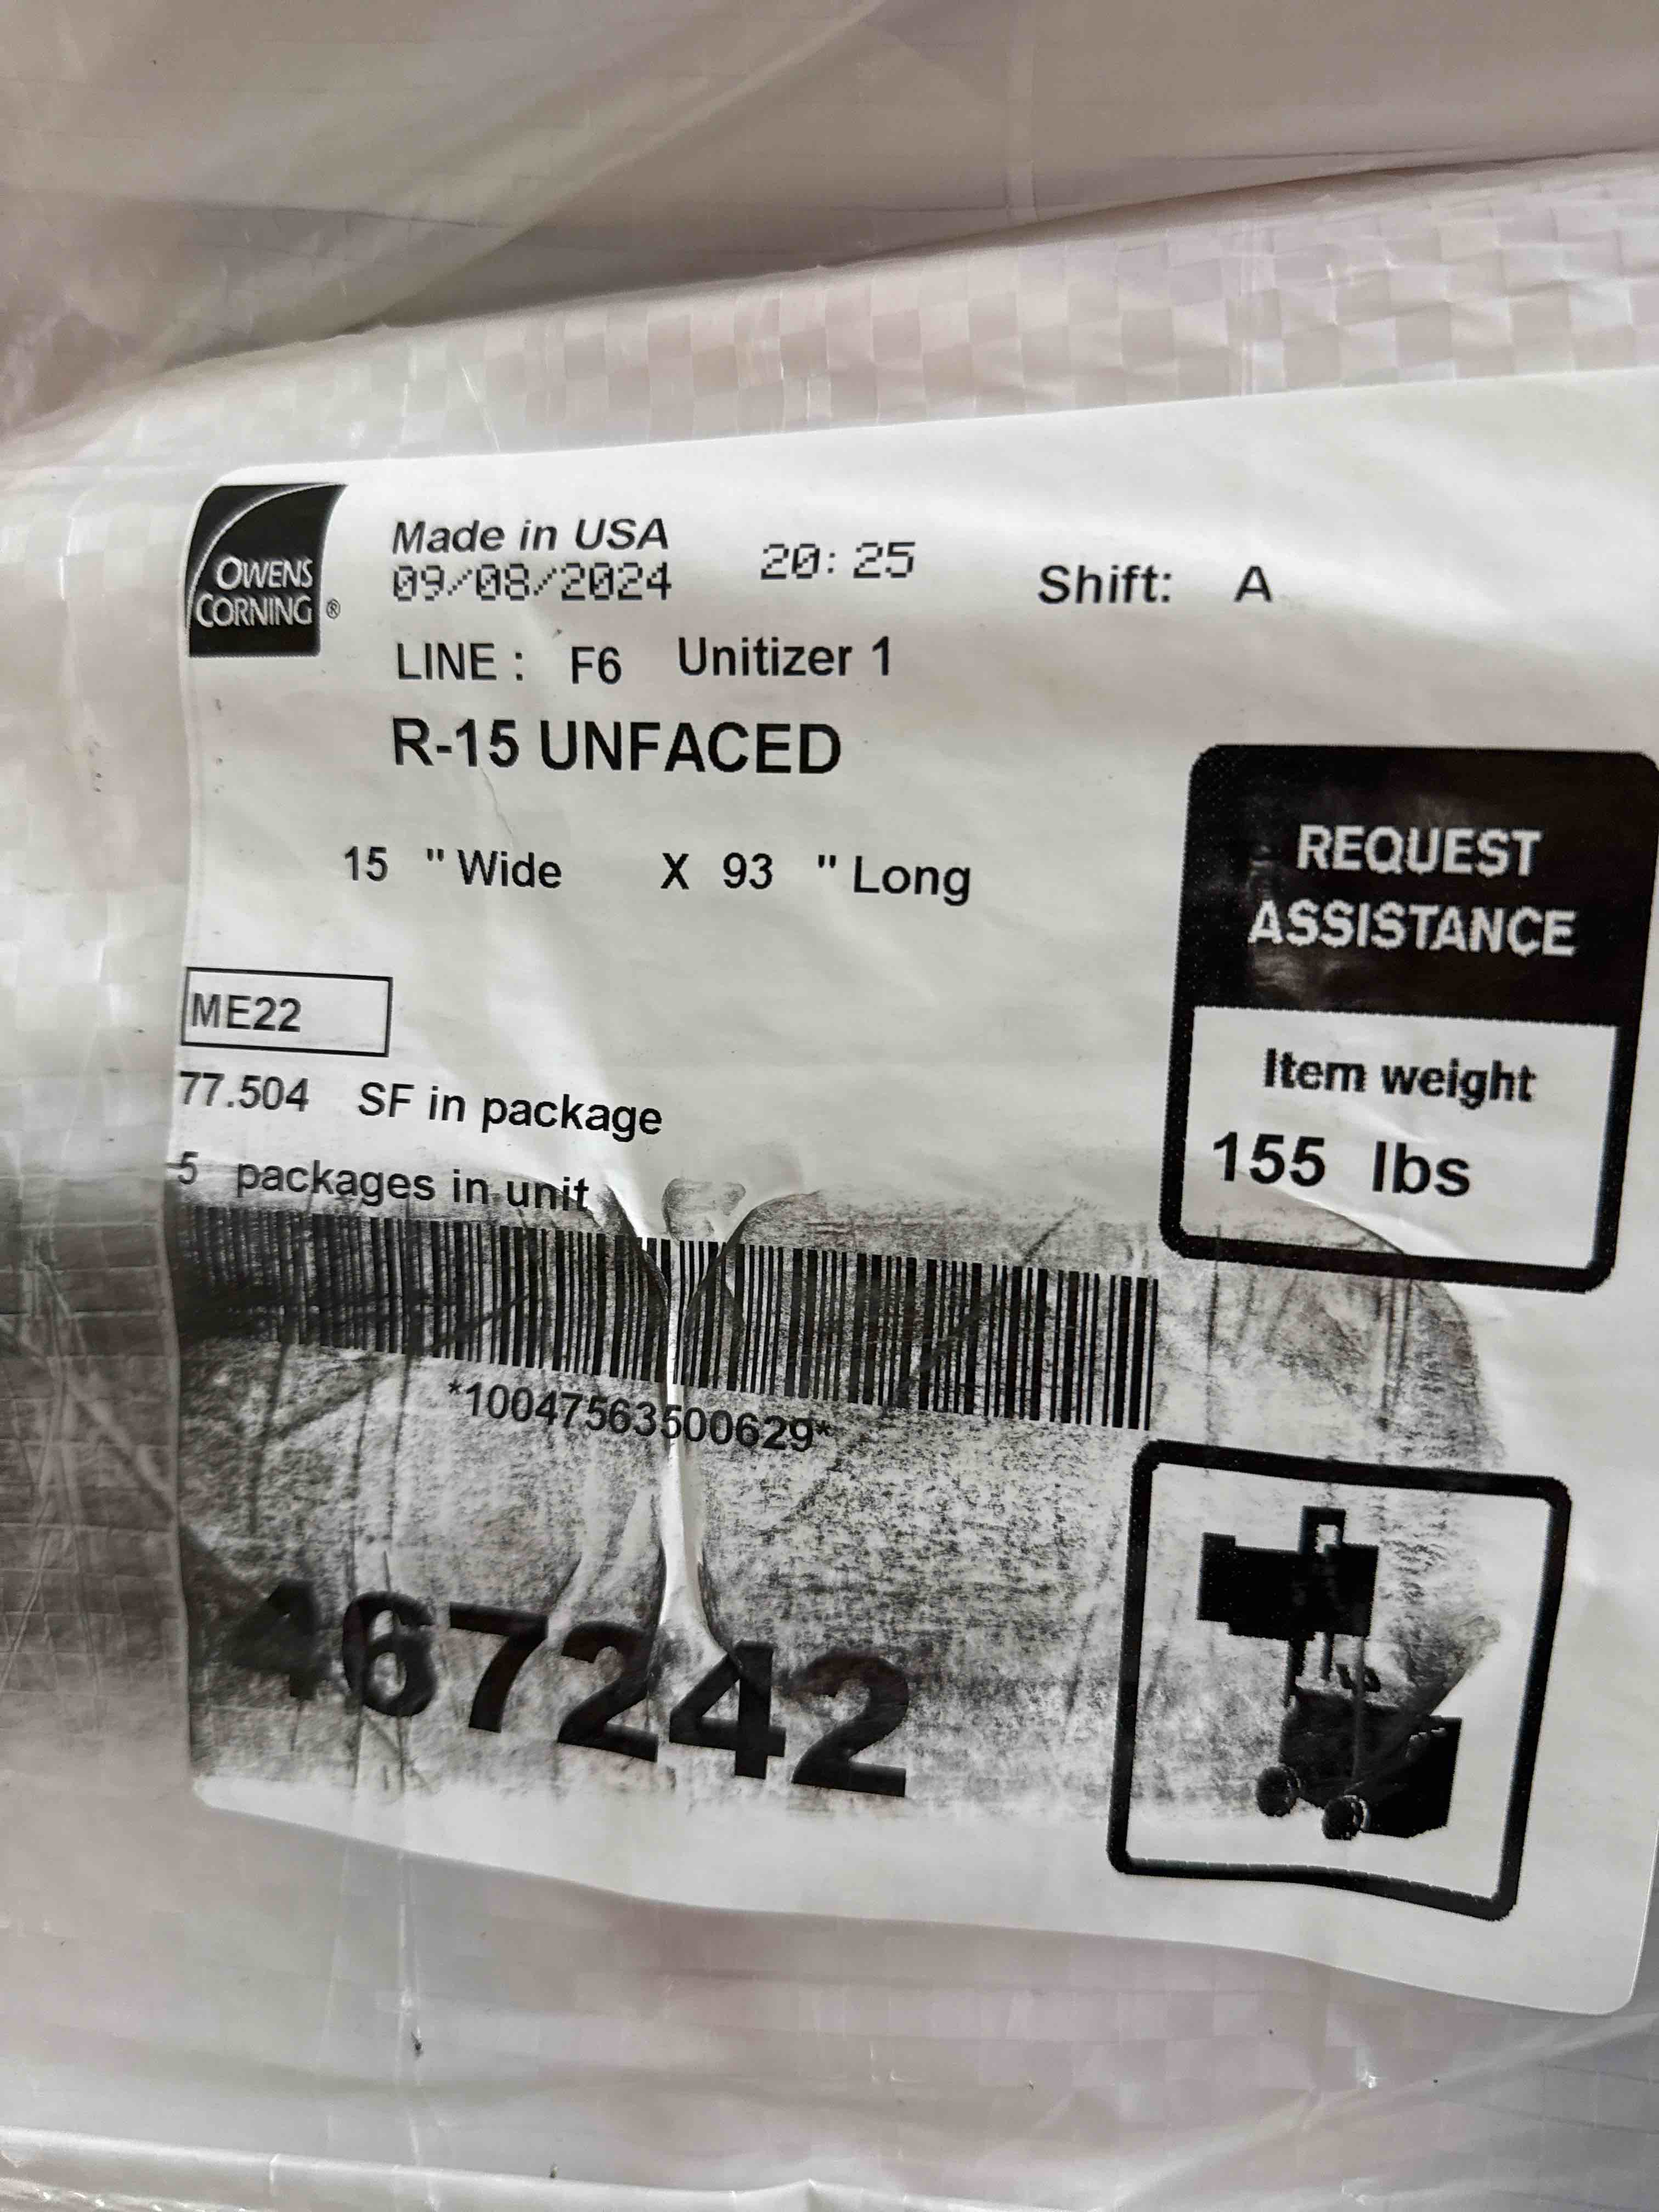 OWENS
CORNING ®
Made in USA
09/08/2024 20:25 Shift: A
LINE: F6 Unitizer 1
R-15 UNFACED
15 " Wide X 93 " Long
REQUEST
ASSISTANCE
Item weight
155 lbs
ME22
77.504 SF in package
5 packages in unit
*10047563500629*
467242